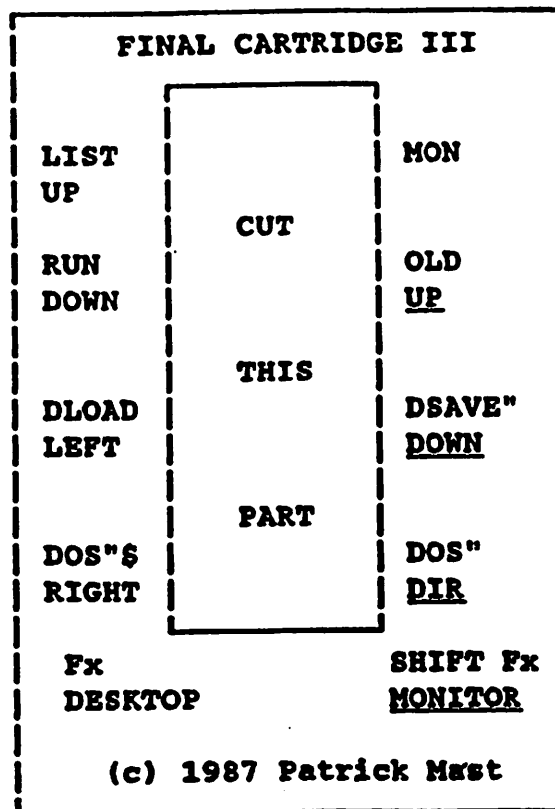 FINAL CARTRIDGE III
LIST MON
UP
CUT
RUN OLD
DOWN UP
THIS
DLOAD DSAVE"
LEFT DOWN
PART
DOS"$ DOS"
RIGHT DIR
Fx SHIFT Fx
DESKTOP MONITOR
(c) 1987 Patrick Mast